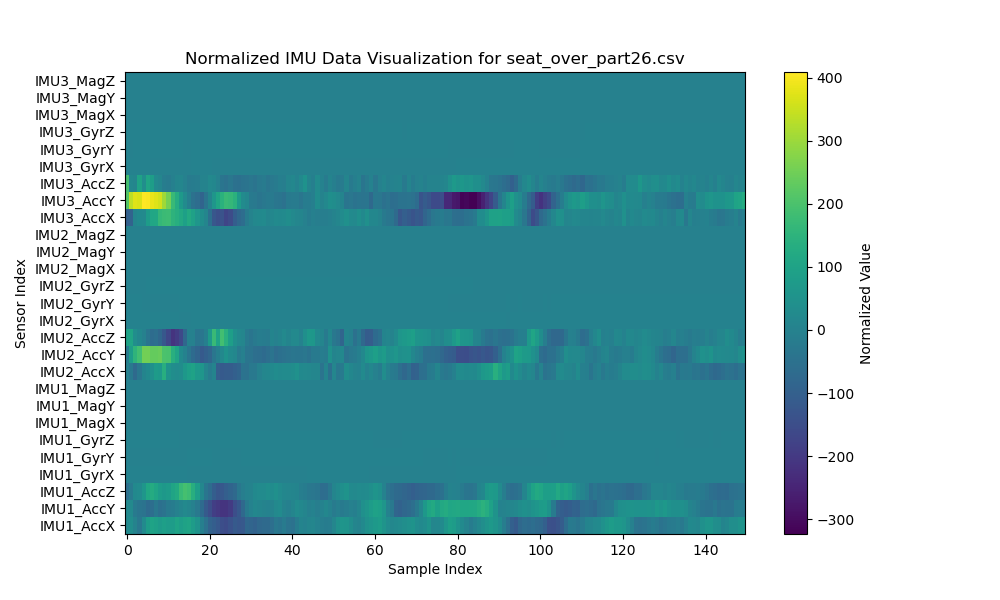 Normalized IMU Data Visualization for seat_over_part26.csv
IMU3_MagZ
IMU3_MagY
IMU3_MagX
IMU3_GyrZ
IMU3_GyrY
IMU3_GyrX
IMU3_AccZ
IMU3_AccY
IMU3_AccX
IMU2_MagZ
IMU2_MagY
IMU2_MagX
IMU2_GyrZ
IMU2_GyrY
IMU2_GyrX
IMU2_AccZ
IMU2_AccY
IMU2_AccX
IMU1_MagZ
IMU1_MagY
IMU1_MagX
IMU1_GyrZ
IMU1_GyrY
IMU1_GyrX
IMU1_AccZ
IMU1_AccY
IMU1_AccX
Sensor Index
0 20 40 60 80 100 120 140
Sample Index
400
300
200
100
0
−100
−200
−300
Normalized Value